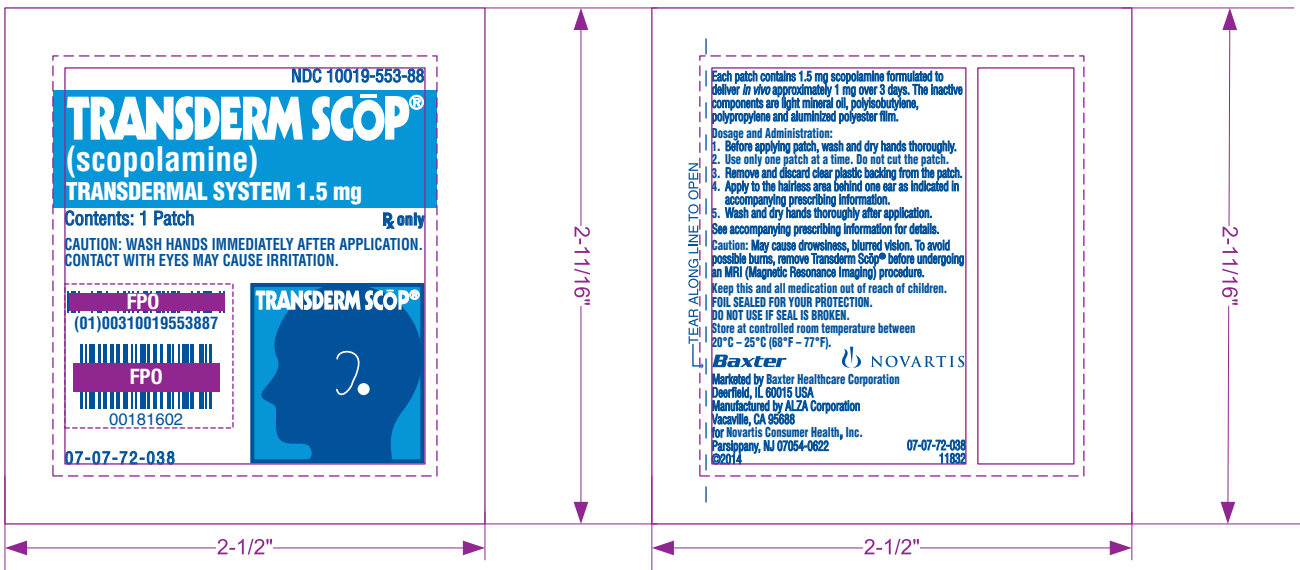 NDC 10019-553-88
TRANSDERM SCŌP®
(scopolamine)
TRANSDERMAL SYSTEM 1.5 mg
Contents: 1 Patch
℞ only
CAUTION: WASH HANDS IMMEDIATELY AFTER APPLICATION.
CONTACT WITH EYES MAY CAUSE IRRITATION.
FPO
(01)00310019553887
FPO
00181602
07-07-72-038
TRANSDERM SCŌP®
2-1/2"
2-11/16"
TEAR ALONG LINE TO OPEN
Each patch contains 1.5 mg scopolamine formulated to
deliver in vivo approximately 1 mg over 3 days. The inactive
components are light mineral oil, polyisobutylene,
polypropylene and aluminized polyester film.
Dosage and Administration:
1. Before applying patch, wash and dry hands thoroughly.
2. Use only one patch at a time. Do not cut the patch.
3. Remove and discard clear plastic backing from the patch.
4. Apply to the hairless area behind one ear as indicated in
accompanying prescribing information.
5. Wash and dry hands thoroughly after application.
See accompanying prescribing information for details.
Caution: May cause drowsiness, blurred vision. To avoid
possible burns, remove Transderm Scōp® before undergoing
an MRI (Magnetic Resonance Imaging) procedure.
Keep this and all medication out of reach of children.
FOIL SEALED FOR YOUR PROTECTION.
DO NOT USE IF SEAL IS BROKEN.
Store at controlled room temperature between
20°C – 25°C (68°F – 77°F).
Baxter
NOVARTIS
Marketed by Baxter Healthcare Corporation
Deerfield, IL 60015 USA
Manufactured by ALZA Corporation
Vacaville, CA 95688
for Novartis Consumer Health, Inc.
Parsippany, NJ 07054-0622
07-07-72-038
©2014
11832
2-11/16"
2-1/2"